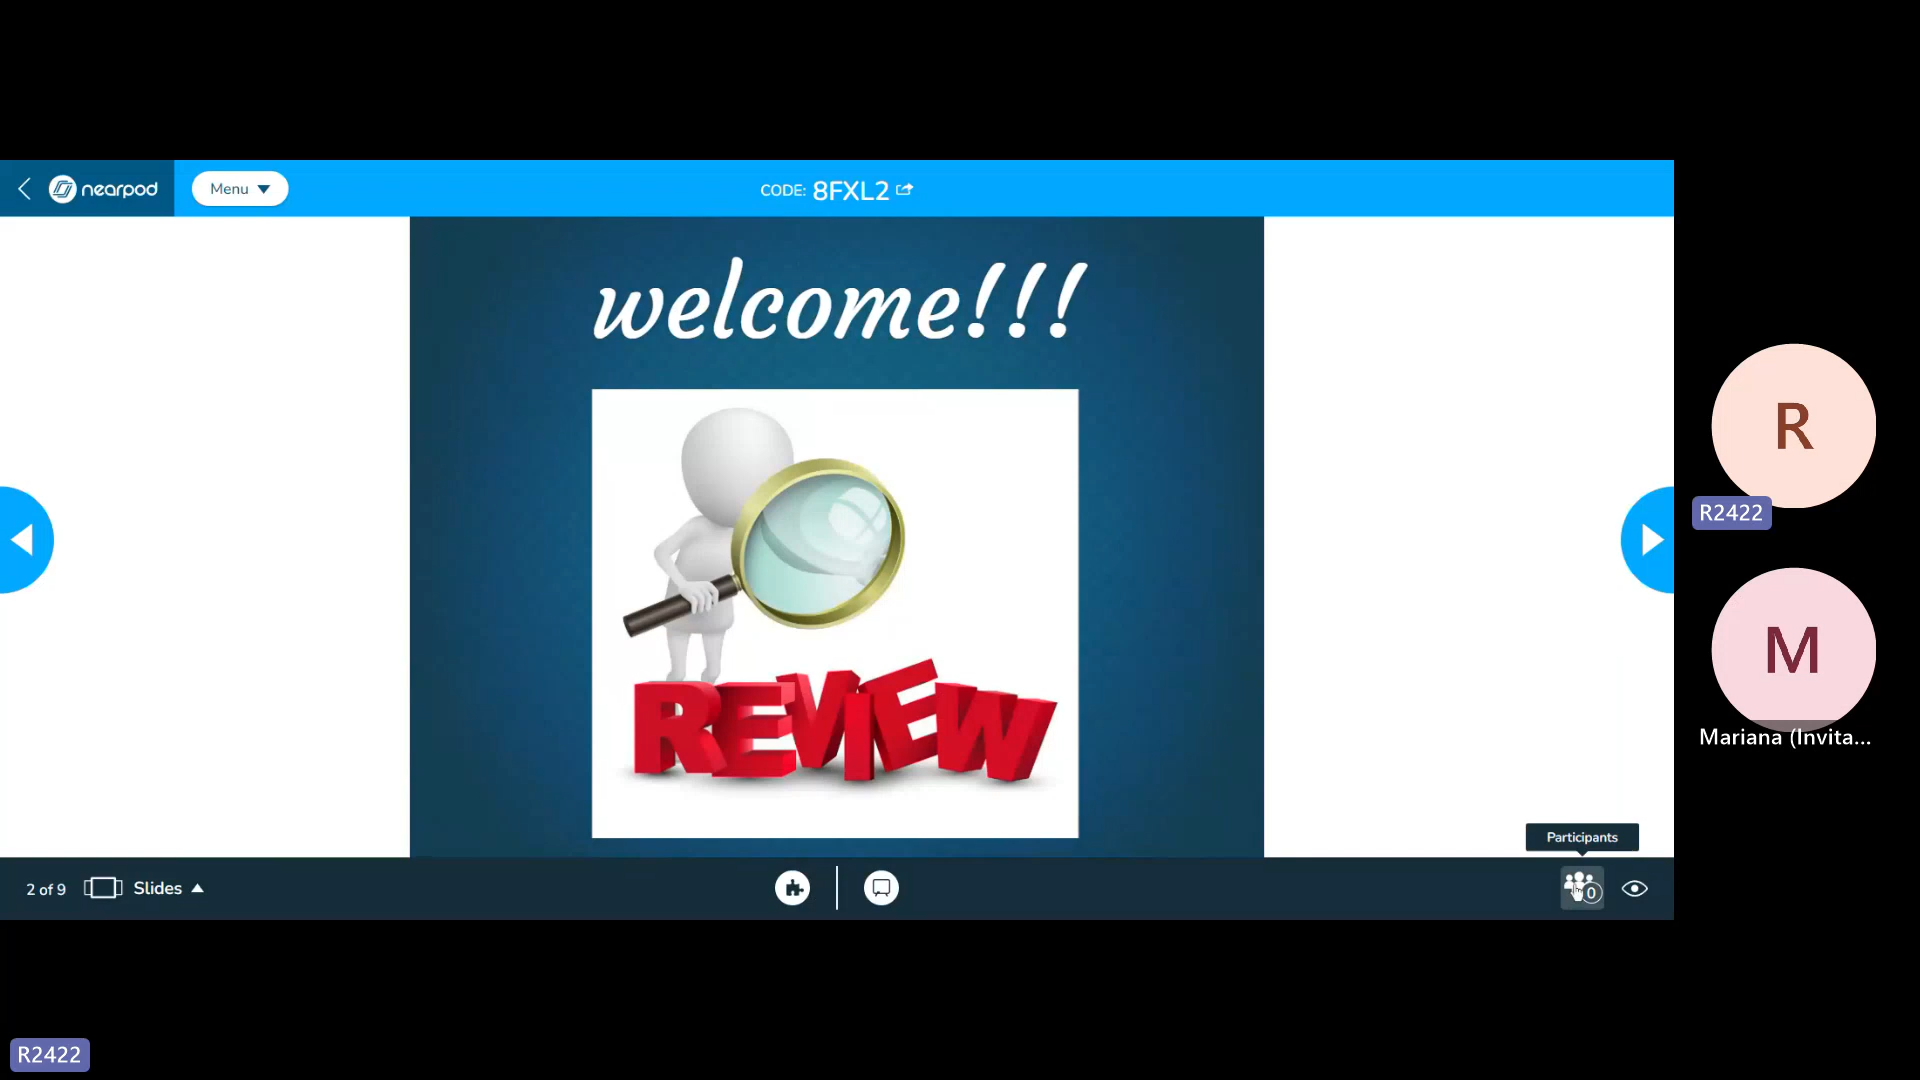 nearpod
Menu
CODE: 8FXL2
welcome!!!
REVIEW
R
R2422
M
Mariana (Invita...
Participants
2 of 9
Slides
0
R2422